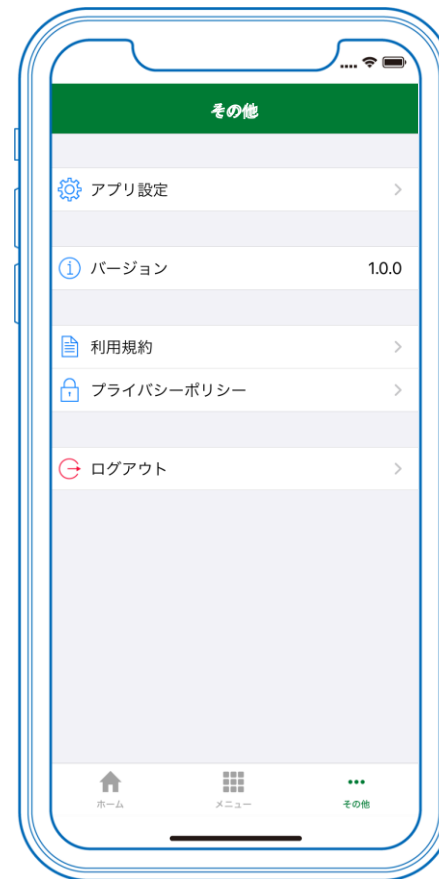 その他
アプリ設定
バージョン 1.0.0
利用規約
プライバシーポリシー
ログアウト
ホーム メニュー その他